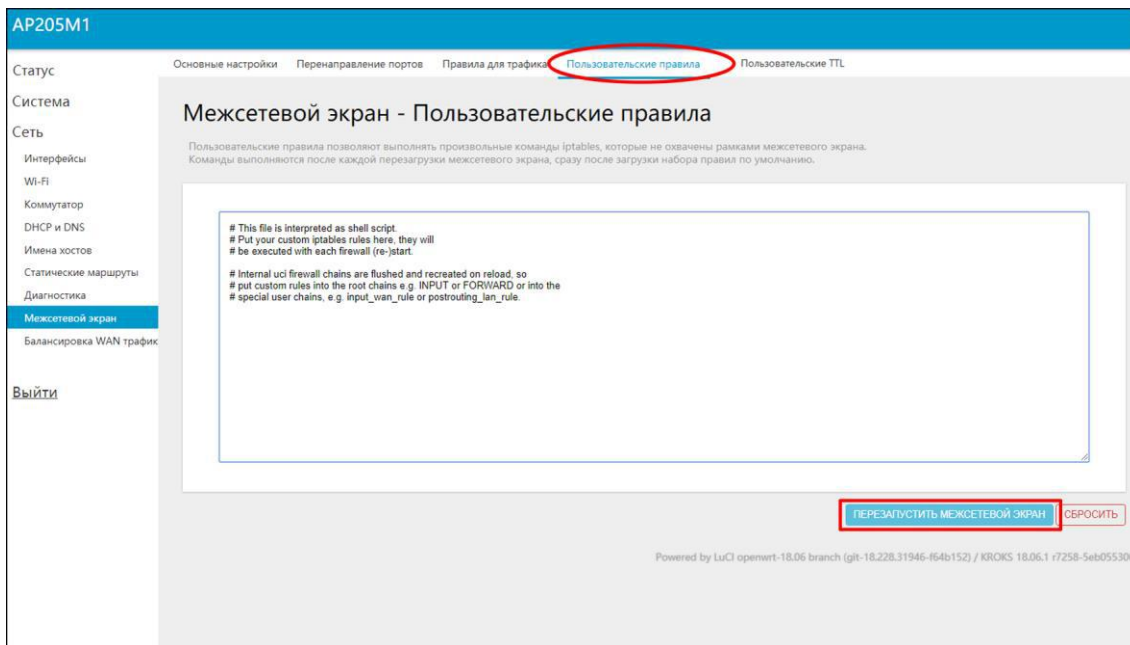 AP205M1
Статус
Система
Сеть
Интерфейсы
Wi-Fi
Коммутатор
DHCP и DNS
Имена хостов
Статические маршруты
Диагностика
Межсетевой экран
Балансировка WAN трафик
Выйти
Основные настройки Перенаправление портов Правила для трафика Пользовательские правила Пользовательские TTL
Межсетевой экран - Пользовательские правила
Пользовательские правила позволяют выполнять произвольные команды iptables, которые не охвачены рамками межсетевого экрана.
Команды выполняются после каждой перезагрузки межсетевого экрана, сразу после загрузки набора правил по умолчанию.
# This file is interpreted as shell script.
# Put your custom iptables rules here, they will
# be executed with each firewall (re-)start.
# Internal uci firewall chains are flushed and recreated on reload, so
# put custom rules into the root chains e.g. INPUT or FORWARD or into the
# special user chains, e.g. input_wan_rule or postrouting_lan_rule.
ПЕРЕЗАПУСТИТЬ МЕЖСЕТЕВОЙ ЭКРАН СБРОСИТЬ
Powered by LuCI openwrt-18.06 branch (git-18.228.31946-f64b152) / KROKS 18.06.1 r7258-5eb05530